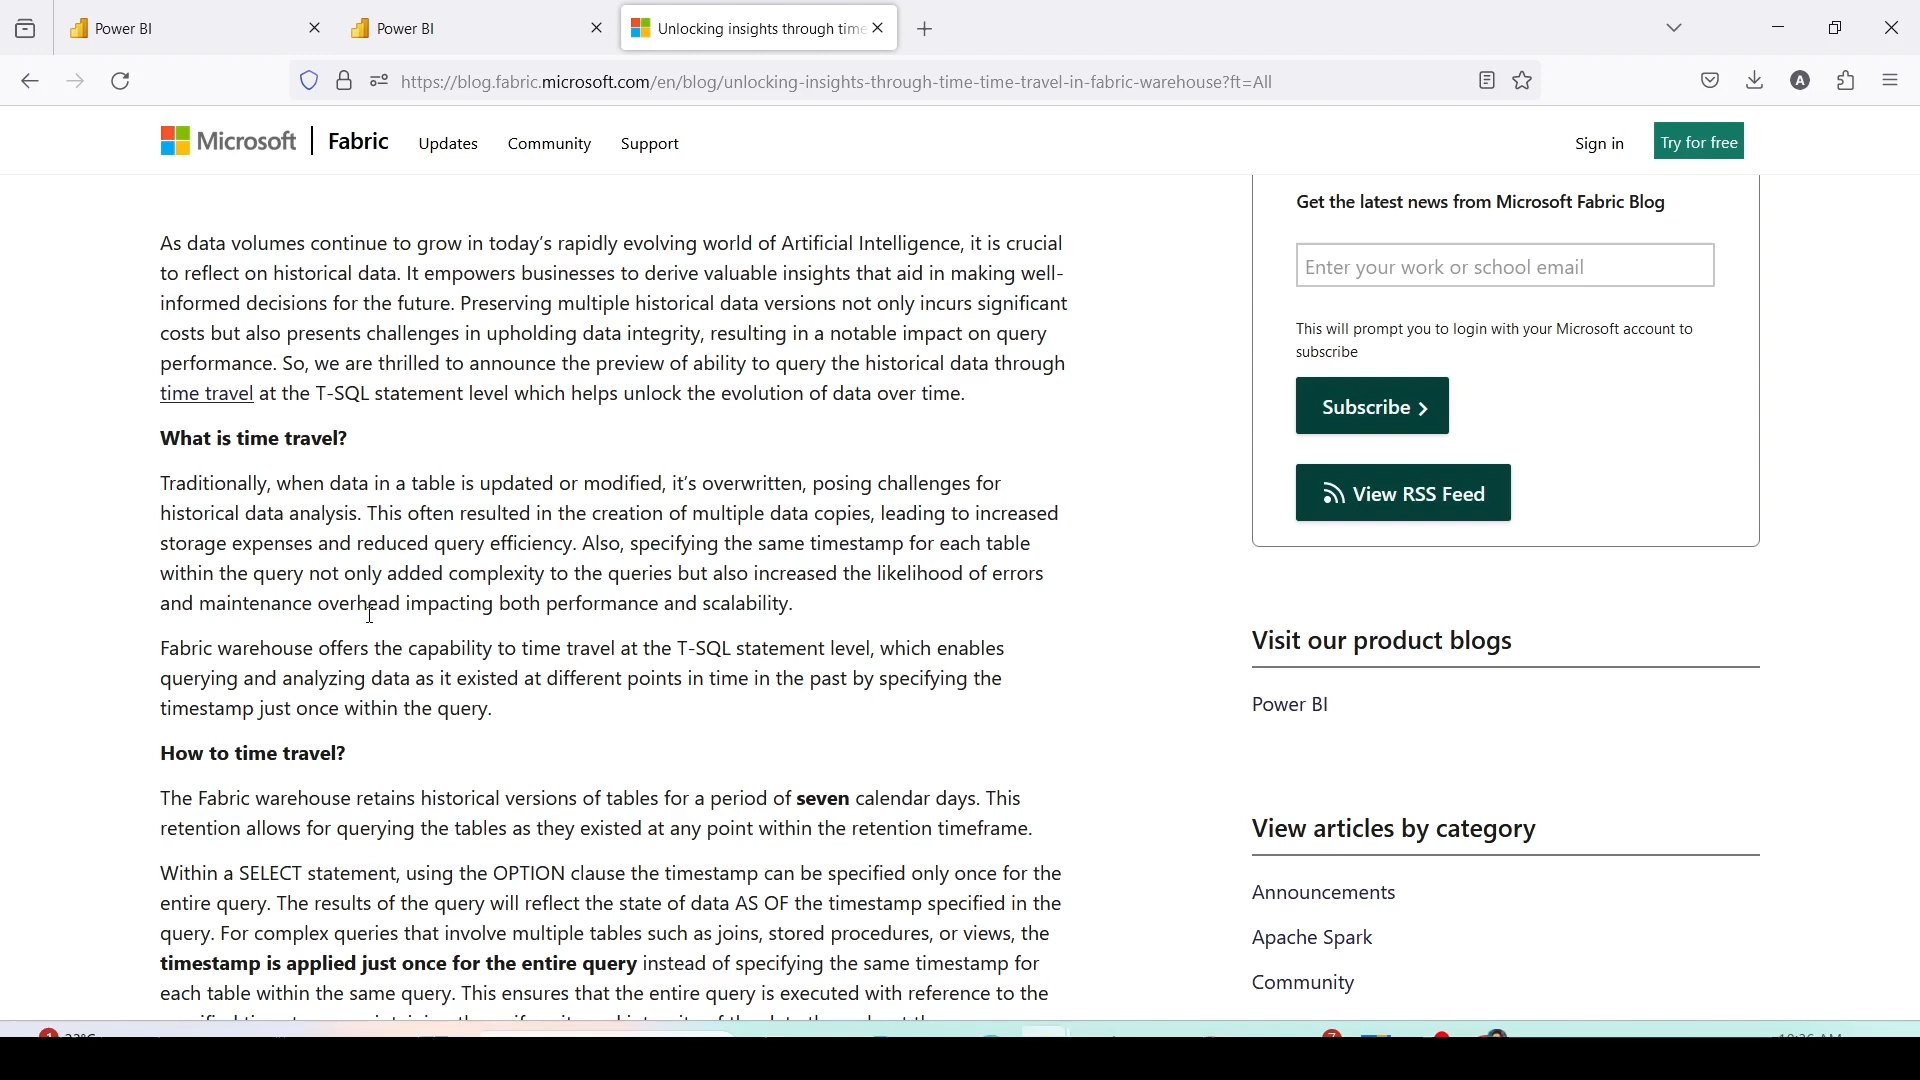 Power BI
Power BI
Unlocking insights through time
https://blog.fabric.microsoft.com/en/blog/unlocking-insights-through-time-time-travel-in-fabric-warehouse?ft=All
A
Microsoft
Fabric
Updates
Community
Support
Sign in
Try for free
As data volumes continue to grow in today's rapidly evolving world of Artificial Intelligence, it is crucial
to reflect on historical data. It empowers businesses to derive valuable insights that aid in making well-
informed decisions for the future. Preserving multiple historical data versions not only incurs significant
costs but also presents challenges in upholding data integrity, resulting in a notable impact on query
performance. So, we are thrilled to announce the preview of ability to query the historical data through
time travel at the T-SQL statement level which helps unlock the evolution of data over time.
What is time travel?
Traditionally, when data in a table is updated or modified, it's overwritten, posing challenges for
historical data analysis. This often resulted in the creation of multiple data copies, leading to increased
storage expenses and reduced query efficiency. Also, specifying the same timestamp for each table
within the query not only added complexity to the queries but also increased the likelihood of errors
and maintenance overhead impacting both performance and scalability.
Fabric warehouse offers the capability to time travel at the T-SQL statement level, which enables
querying and analyzing data as it existed at different points in time in the past by specifying the
timestamp just once within the query.
How to time travel?
The Fabric warehouse retains historical versions of tables for a period of seven calendar days. This
retention allows for querying the tables as they existed at any point within the retention timeframe.
Within a SELECT statement, using the OPTION clause the timestamp can be specified only once for the
entire query. The results of the query will reflect the state of data AS OF the timestamp specified in the
query. For complex queries that involve multiple tables such as joins, stored procedures, or views, the
timestamp is applied just once for the entire query instead of specifying the same timestamp for
each table within the same query. This ensures that the entire query is executed with reference to the
Get the latest news from Microsoft Fabric Blog
Enter your work or school email
This will prompt you to login with your Microsoft account to
subscribe
Subscribe
View RSS Feed
Visit our product blogs
Power BI
View articles by category
Announcements
Apache Spark
Community